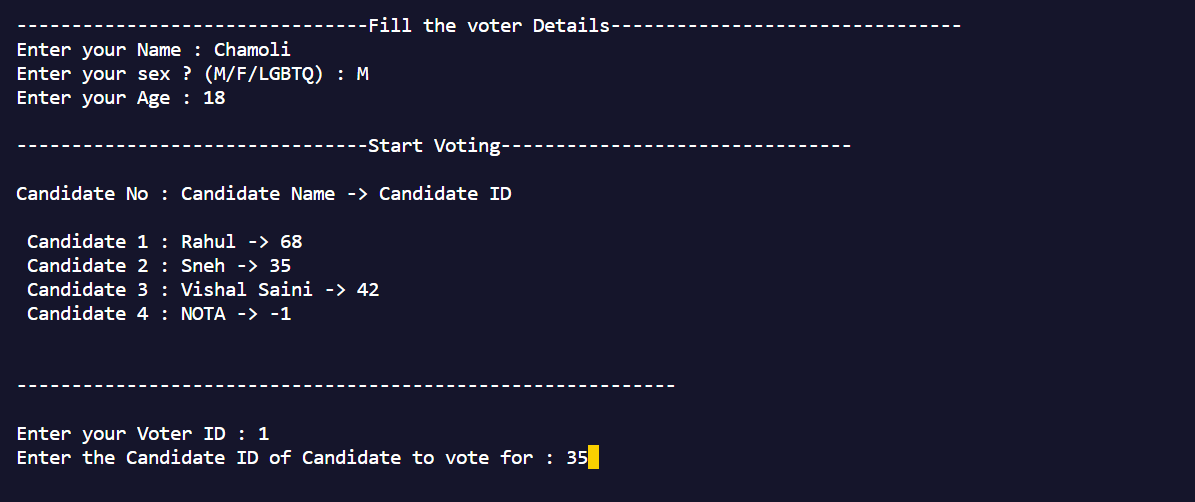 --------------------------------Fill the voter Details--------------------------------
Enter your Name : Chamoli
Enter your sex ? (M/F/LGBTQ) : M
Enter your Age : 18
--------------------------------Start Voting--------------------------------
Candidate No : Candidate Name -> Candidate ID
Candidate 1 : Rahul -> 68
Candidate 2 : Sneh -> 35
Candidate 3 : Vishal Saini -> 42
Candidate 4 : NOTA -> -1
------------------------------------------------------------
Enter your Voter ID : 1
Enter the Candidate ID of Candidate to vote for : 35